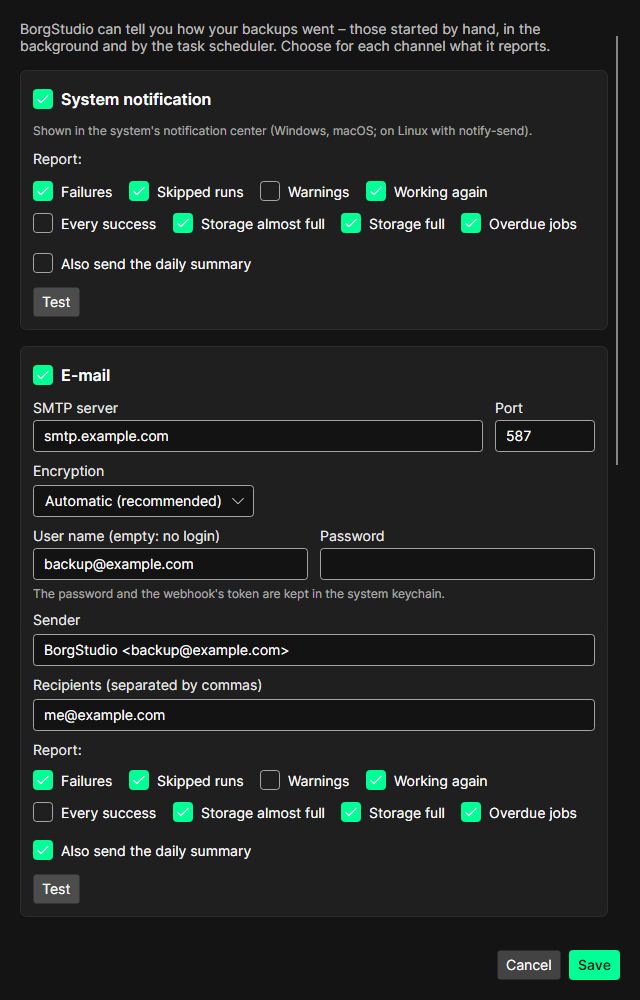 BorgStudio can tell you how your backups went – those started by hand, in the
background and by the task scheduler. Choose for each channel what it reports.
System notification
Shown in the system's notification center (Windows, macOS; on Linux with notify-send).
Report:
Failures Skipped runs Warnings Working again
Every success Storage almost full Storage full Overdue jobs
Also send the daily summary
Test
E-mail
SMTP server Port
smtp.example.com 587
Encryption
Automatic (recommended)
User name (empty: no login) Password
backup@example.com
The password and the webhook's token are kept in the system keychain.
Sender
BorgStudio <backup@example.com>
Recipients (separated by commas)
me@example.com
Report:
Failures Skipped runs Warnings Working again
Every success Storage almost full Storage full Overdue jobs
Also send the daily summary
Test
Cancel Save